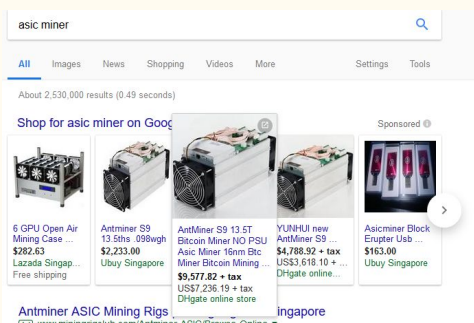 asic miner
All Images News Shopping Videos More Settings Tools
About 2,530,000 results (0.49 seconds)
Shop for asic miner on Goog
Sponsored
6 GPU Open Air
Mining Case ...
$282.63
Lazada Singap...
Free shipping
Antminer S9
13.5ths .098wgh
$2,233.00
Ubuy Singapore
AntMiner S9 13.5T
Bitcoin Miner NO PSU
Asic Miner 16nm Btc
Miner Bitcoin Mining ...
$9,577.82 + tax
US$7,236.19 + tax
DHgate online store
YUNHUI new
AntMiner S9 ...
$4,788.92 + tax
US$3,618.10 + ...
DHgate online...
Asicminer Block
Erupter Usb ...
$163.00
Ubuy Singapore
Antminer ASIC Mining Rigs
ingapore